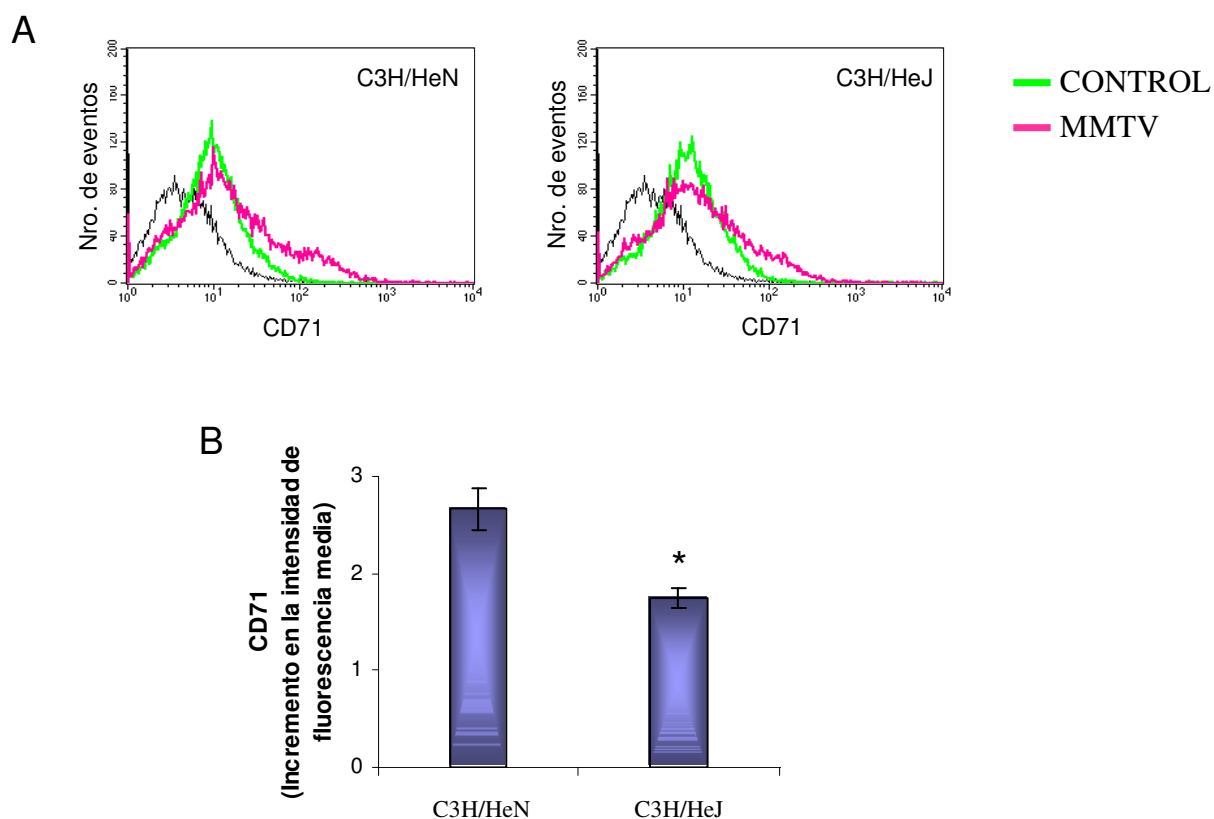 A
C3H/HeN
Nro. de eventos
200
160
120
80
40
0
10^0 10^1 10^2 10^3 10^4
CD71
C3H/HeJ
Nro. de eventos
200
160
120
80
40
0
10^0 10^1 10^2 10^3 10^4
CD71
CONTROL
MMTV
B
CD71
(Incremento en la intensidad de
fluorescencia media)
3
2
1
0
*
C3H/HeN
C3H/HeJ